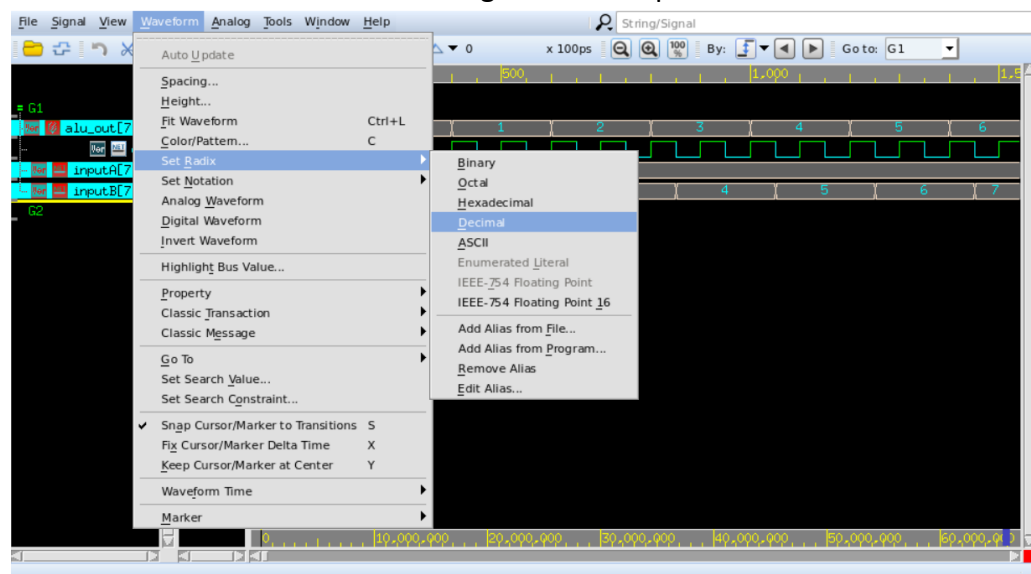 File Signal View Waveform Analog Tools Window Help String/Signal
0 x 100ps 100 % By: Go to: G1
Auto Update
500 1,000 1,5
Spacing...
Height...
G1
Fit Waveform Ctrl+L
alu_out[7 1 2 3 4 5 6
Color/Pattern... C
Set Radix
inputA[7
Set Notation
inputB[7 4 5 6 7
Analog Waveform
G2
Digital Waveform
Invert Waveform
Highlight Bus Value...
Property
Classic Transaction
Classic Message
Go To
Set Search Value...
Set Search Constraint...
Snap Cursor/Marker to Transitions S
Fix Cursor/Marker Delta Time X
Keep Cursor/Marker at Center Y
Waveform Time
Marker
Binary
Octal
Hexadecimal
Decimal
ASCII
Enumerated Literal
IEEE-754 Floating Point
IEEE-754 Floating Point 16
Add Alias from File...
Add Alias from Program...
Remove Alias
Edit Alias...
0 10,000,000 20,000,000 30,000,000 40,000,000 50,000,000 60,000,000